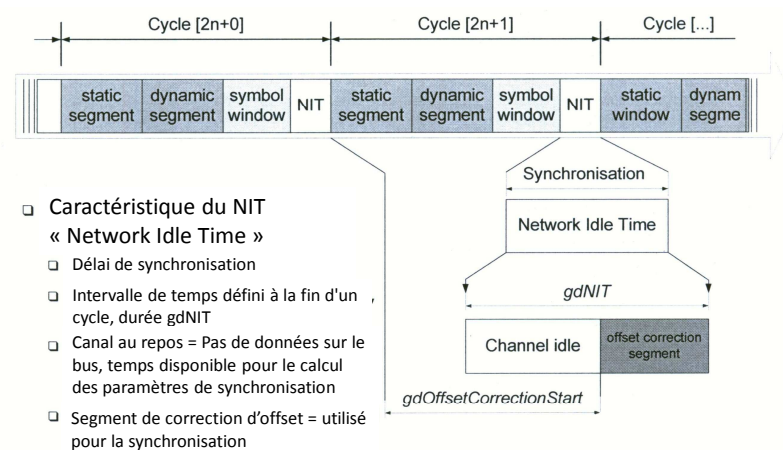 Cycle [2n+0]
Cycle [2n+1]
Cycle [...]
static segment
dynamic segment
symbol window
NIT
static segment
dynamic segment
symbol window
NIT
static window
dynam segme
Synchronisation
Network Idle Time
gdNIT
Channel idle
offset correction segment
gdOffsetCorrectionStart
Caractéristique du NIT
« Network Idle Time »
Délai de synchronisation
Intervalle de temps défini à la fin d'un
cycle, durée gdNIT
Canal au repos = Pas de données sur le
bus, temps disponible pour le calcul
des paramètres de synchronisation
Segment de correction d’offset = utilisé
pour la synchronisation